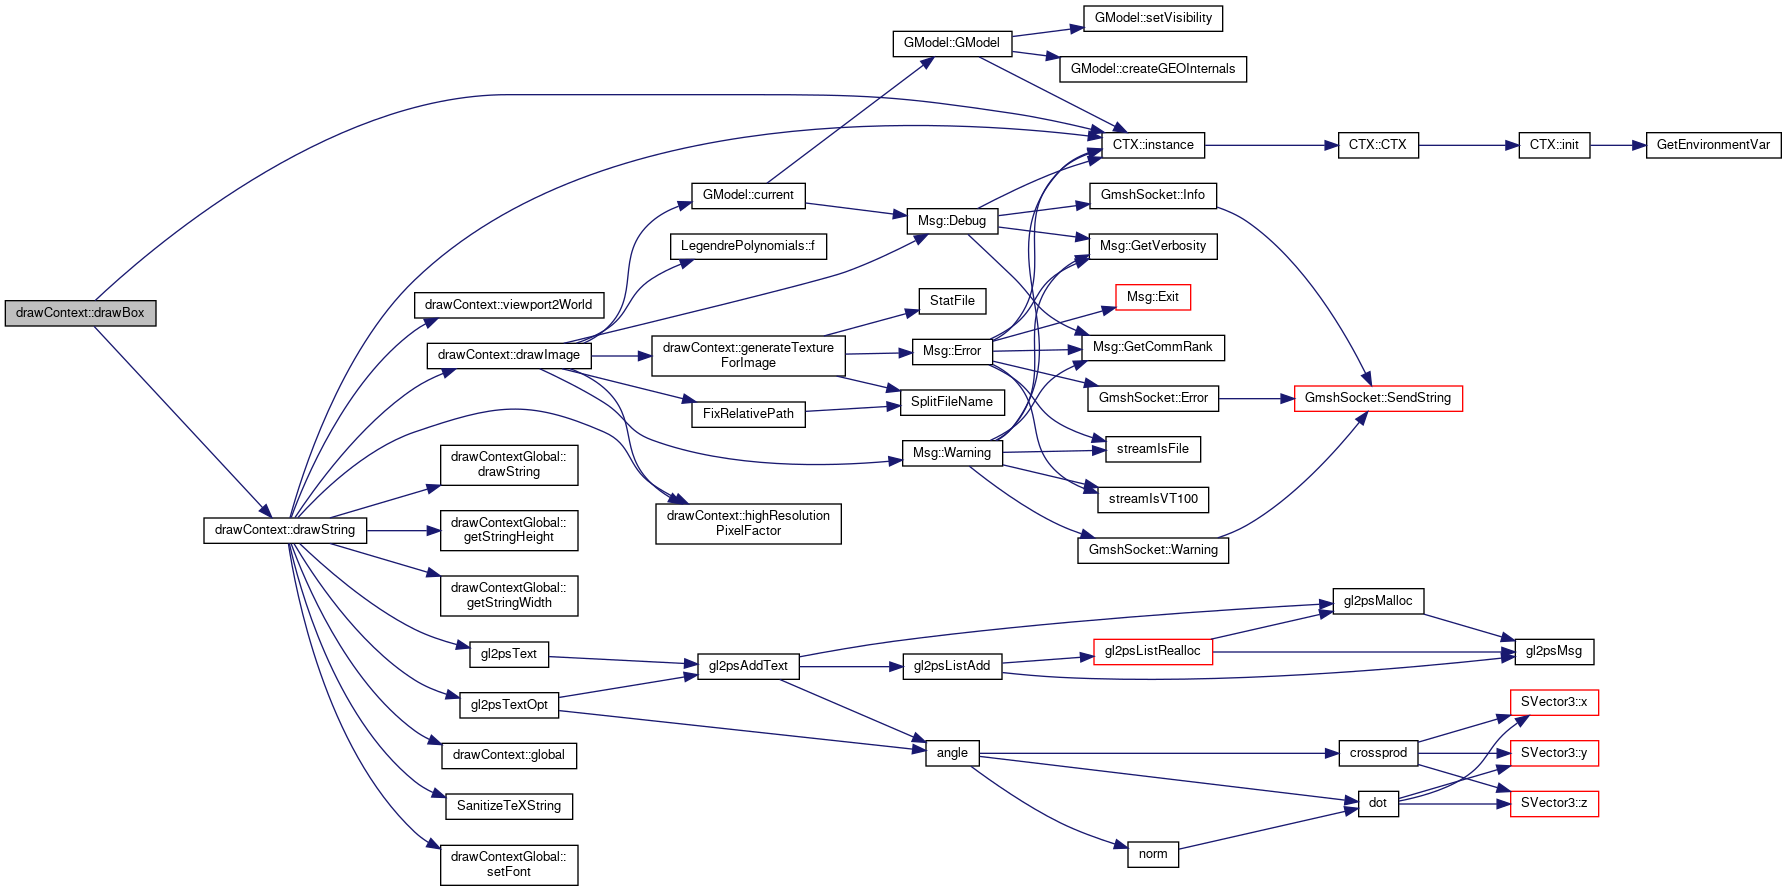 drawContext::drawBox
drawContext::drawString
drawContext::viewport2World
drawContext::drawImage
drawContextGlobal::
drawString
drawContextGlobal::
getStringHeight
drawContextGlobal::
getStringWidth
gl2psText
gl2psTextOpt
drawContext::global
SanitizeTeXString
drawContextGlobal::
setFont
GModel::current
LegendrePolynomials::f
drawContext::generateTexture
ForImage
FixRelativePath
drawContext::highResolution
PixelFactor
gl2psAddText
GModel::GModel
Msg::Debug
StatFile
Msg::Error
SplitFileName
Msg::Warning
gl2psListAdd
angle
GModel::setVisibility
GModel::createGEOInternals
CTX::instance
GmshSocket::Info
Msg::GetVerbosity
Msg::Exit
Msg::GetCommRank
GmshSocket::Error
streamIsFile
streamIsVT100
GmshSocket::Warning
gl2psListRealloc
norm
CTX::CTX
GmshSocket::SendString
gl2psMalloc
crossprod
dot
CTX::init
gl2psMsg
SVector3::x
SVector3::y
SVector3::z
GetEnvironmentVar